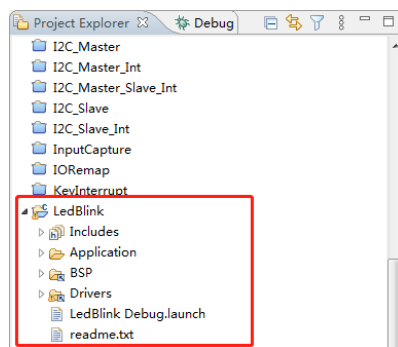 Project Explorer Debug
I2C_Master
I2C_Master_Int
I2C_Master_Slave_Int
I2C_Slave
I2C_Slave_Int
InputCapture
IORemap
KeyInterrupt
LedBlink
Includes
Application
BSP
Drivers
LedBlink Debug.launch
readme.txt